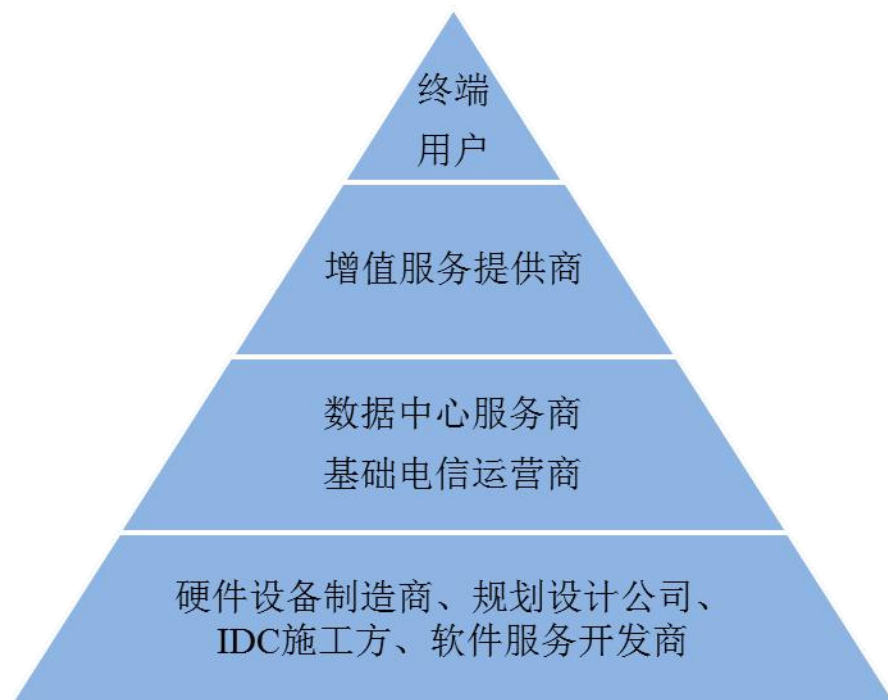 终端
用户
增值服务提供商
数据中心服务商
基础电信运营商
硬件设备制造商、规划设计公司、
IDC施工方、软件服务开发商